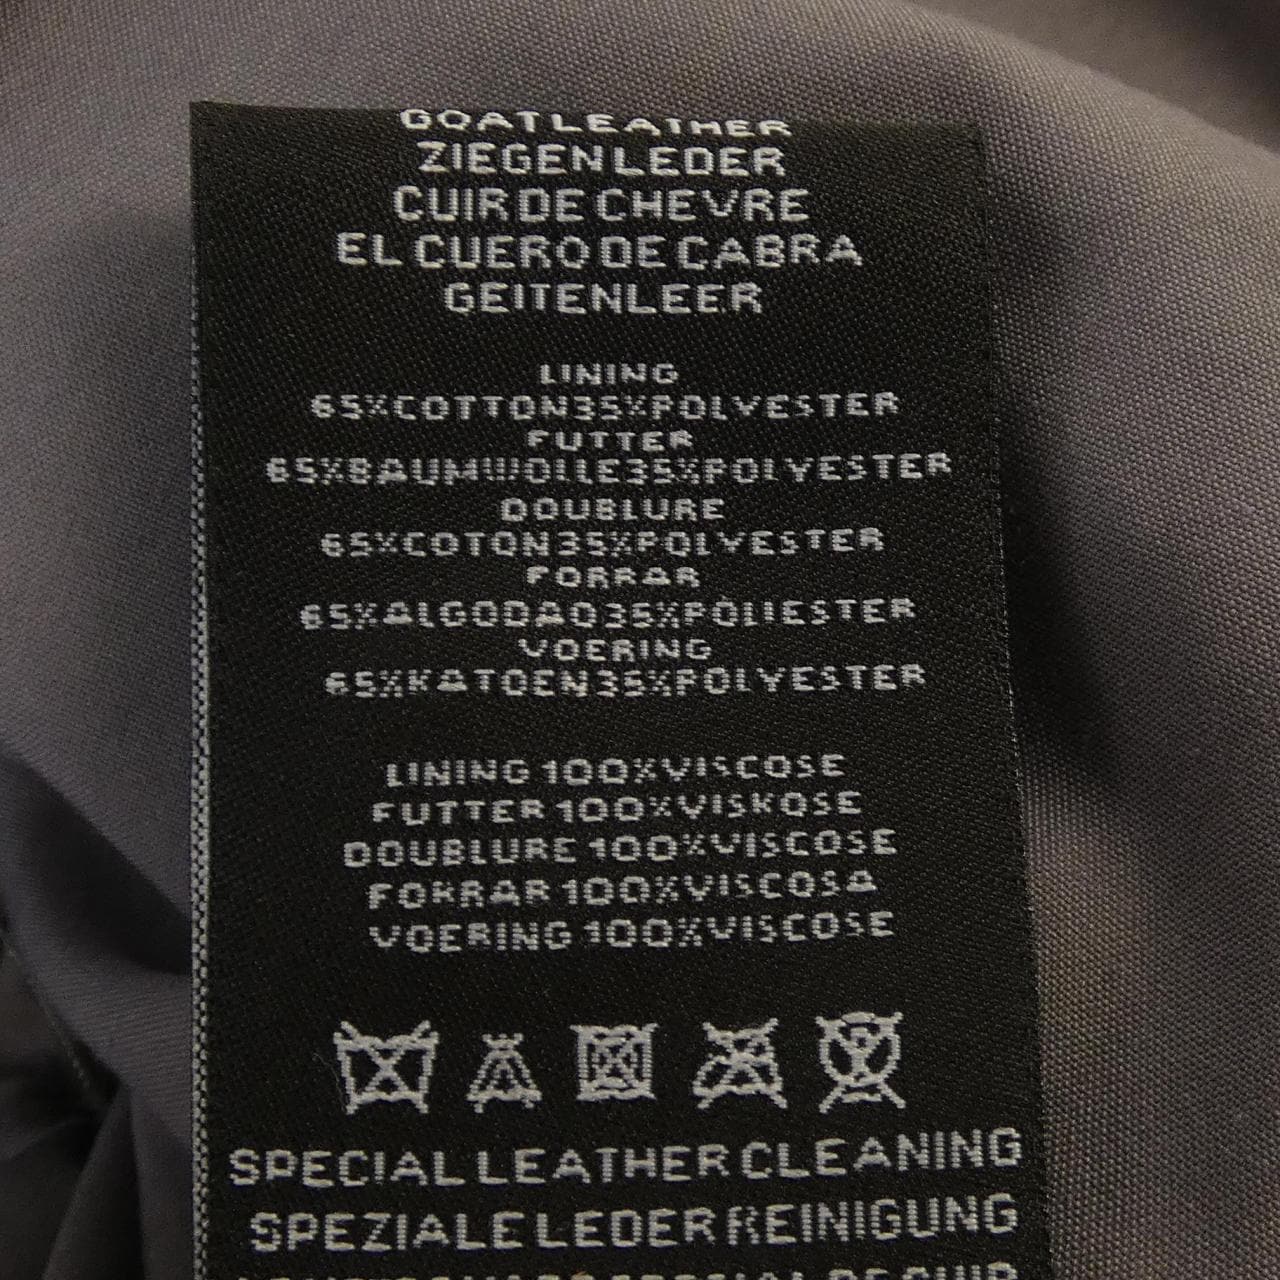 GOATLEATHER
ZIEGENLEDER
CUIR DE CHEVRE
EL CUERO DE CABRA
GEITENLEER
LINING
65%COTTON35%POLYESTER
FUTTER
65%BAUMWOLLE35%POLYESTER
DOUBLURE
65%COTON35%POLYESTER
FORRAR
65%ALGODAO35%POLIESTER
VOERING
65%KATOEN35%POLYESTER
LINING 100%VISCOSE
FUTTER 100%VISKOSE
DOUBLURE 100%VISCOSE
FORRAR 100%VISCOSA
VOERING 100%VISCOSE
SPECIAL LEATHER CLEANING
SPEZIALE LEDER REINIGUNG